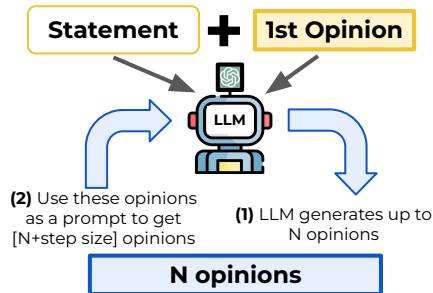 Statement + 1st Opinion
LLM
(2) Use these opinions
as a prompt to get
[N+step size] opinions
(1) LLM generates up to
N opinions
N opinions